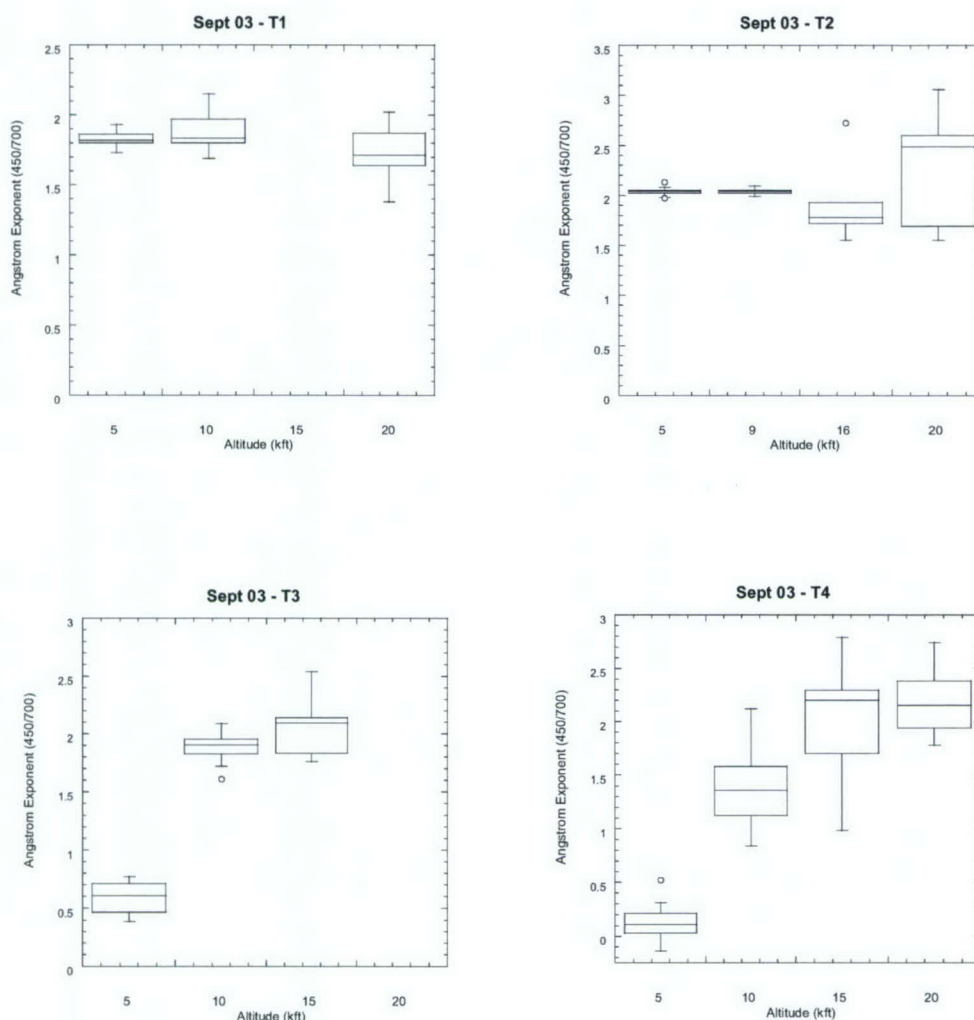 Sept 03 - T1
2.5
2
1.5
1
0.5
0
Angstrom Exponent (450/700)
5 10 15 20
Altitude (kft)
Sept 03 - T2
3.5
3
2.5
2
1.5
1
0.5
0
Angstrom Exponent (450/700)
5 9 16 20
Altitude (kft)
Sept 03 - T3
3
2.5
2
1.5
1
0.5
0
Angstrom Exponent (450/700)
5 10 15 20
Altitude (kft)
Sept 03 - T4
3
2.5
2
1.5
1
0.5
0
Angstrom Exponent (450/700)
5 10 15 20
Altitude (kft)